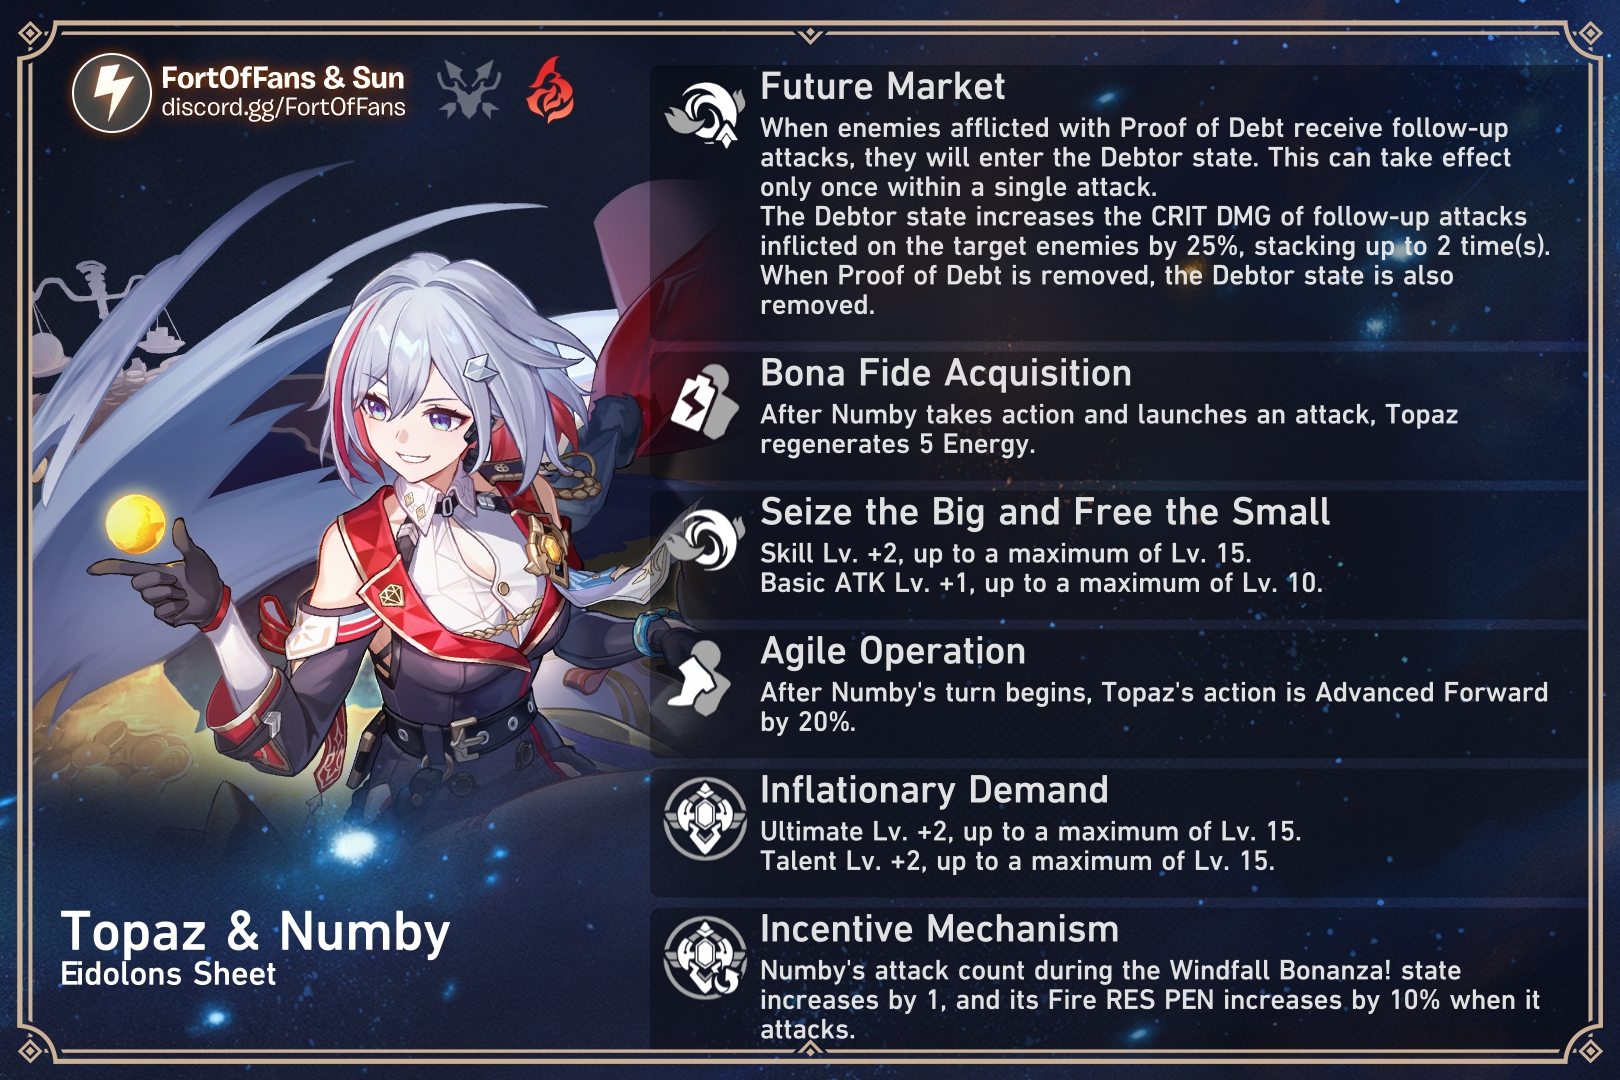 FortOfFans & Sun
discord.gg/FortOfFans
Future Market
When enemies afflicted with Proof of Debt receive follow-up
attacks, they will enter the Debtor state. This can take effect
only once within a single attack.
The Debtor state increases the CRIT DMG of follow-up attacks
inflicted on the target enemies by 25%, stacking up to 2 time(s).
When Proof of Debt is removed, the Debtor state is also
removed.
Bona Fide Acquisition
After Numby takes action and launches an attack, Topaz
regenerates 5 Energy.
Seize the Big and Free the Small
Skill Lv. +2, up to a maximum of Lv. 15.
Basic ATK Lv. +1, up to a maximum of Lv. 10.
Agile Operation
After Numby's turn begins, Topaz's action is Advanced Forward
by 20%.
Inflationary Demand
Ultimate Lv. +2, up to a maximum of Lv. 15.
Talent Lv. +2, up to a maximum of Lv. 15.
Incentive Mechanism
Numby's attack count during the Windfall Bonanza! state
increases by 1, and its Fire RES PEN increases by 10% when it
attacks.
Topaz & Numby
Eidolons Sheet